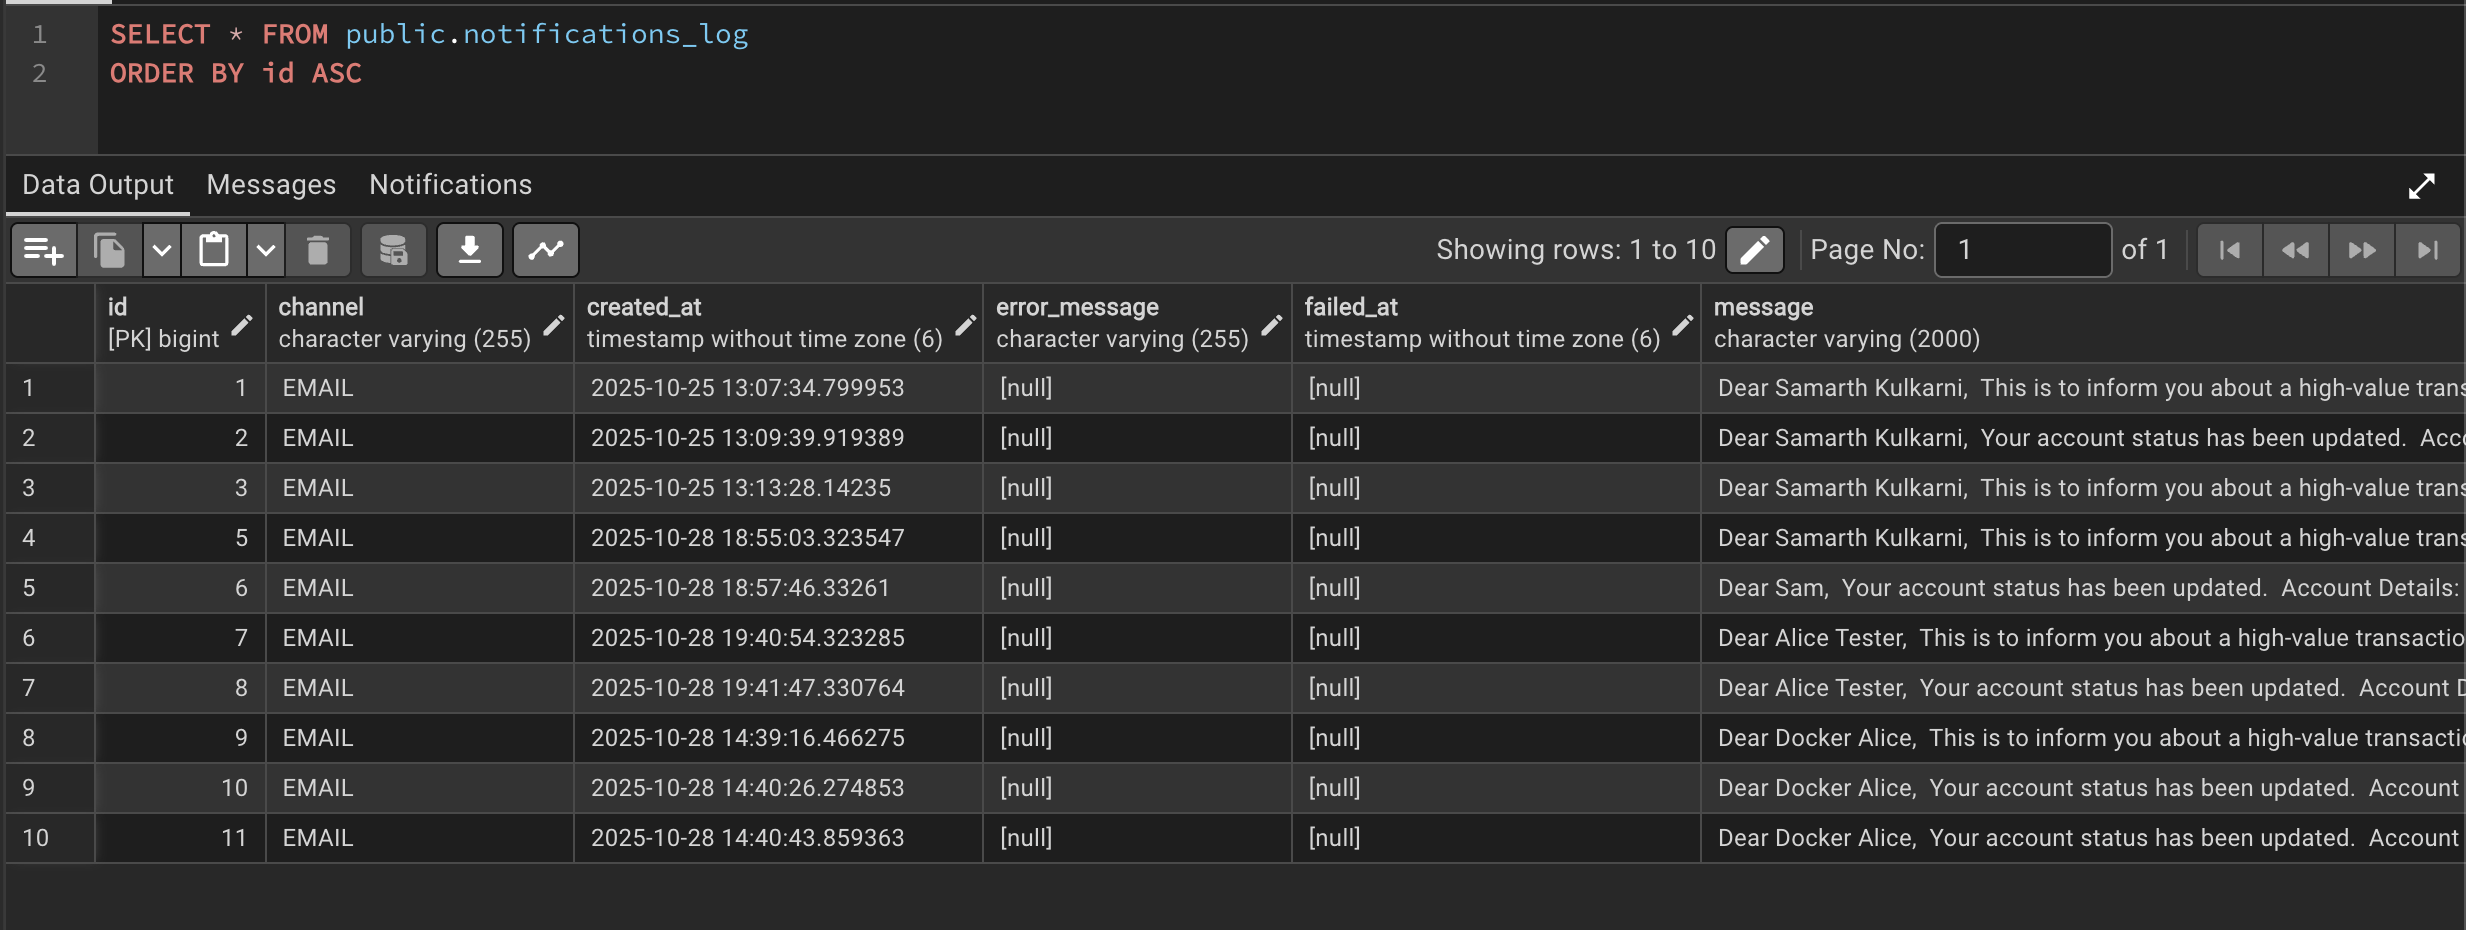 1 SELECT * FROM public.notifications_log
2 ORDER BY id ASC
Data Output Messages Notifications
Showing rows: 1 to 10 Page No: 1 of 1
id channel created_at error_message failed_at message
[PK] bigint character varying (255) timestamp without time zone (6) character varying (255) timestamp without time zone (6) character varying (2000)
1 1 EMAIL 2025-10-25 13:07:34.799953 [null] [null] Dear Samarth Kulkarni, This is to inform you about a high-value trans
2 2 EMAIL 2025-10-25 13:09:39.919389 [null] [null] Dear Samarth Kulkarni, Your account status has been updated. Acc
3 3 EMAIL 2025-10-25 13:13:28.14235 [null] [null] Dear Samarth Kulkarni, This is to inform you about a high-value trans
4 5 EMAIL 2025-10-28 18:55:03.323547 [null] [null] Dear Samarth Kulkarni, This is to inform you about a high-value trans
5 6 EMAIL 2025-10-28 18:57:46.33261 [null] [null] Dear Sam, Your account status has been updated. Account Details:
6 7 EMAIL 2025-10-28 19:40:54.323285 [null] [null] Dear Alice Tester, This is to inform you about a high-value transactio
7 8 EMAIL 2025-10-28 19:41:47.330764 [null] [null] Dear Alice Tester, Your account status has been updated. Account D
8 9 EMAIL 2025-10-28 14:39:16.466275 [null] [null] Dear Docker Alice, This is to inform you about a high-value transacti
9 10 EMAIL 2025-10-28 14:40:26.274853 [null] [null] Dear Docker Alice, Your account status has been updated. Account
10 11 EMAIL 2025-10-28 14:40:43.859363 [null] [null] Dear Docker Alice, Your account status has been updated. Account